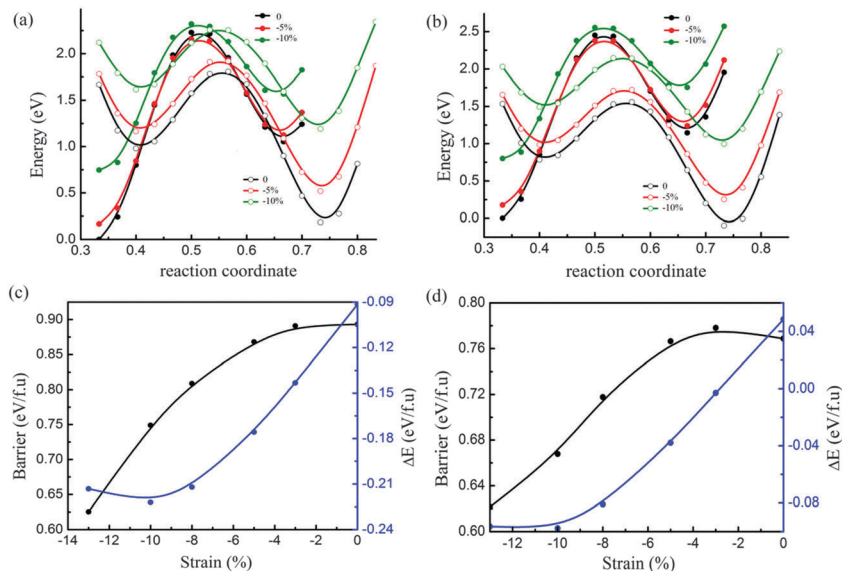 (a)
0
-5%
-10%
0
-5%
-10%
Energy (eV)
2.0
1.5
1.0
0.5
0.0
0.3 0.4 0.5 0.6 0.7 0.8
reaction coordinate
(b)
0
-5%
-10%
0
-5%
-10%
Energy (eV)
2.5
2.0
1.5
1.0
0.5
0.0
0.3 0.4 0.5 0.6 0.7 0.8
reaction coordinate
(c)
Barrier (eV/f.u)
0.90
0.85
0.80
0.75
0.70
0.65
0.60
-14 -12 -10 -8 -6 -4 -2 0
Strain (%)
-0.09
-0.12
-0.15
-0.18
-0.21
-0.24
ΔE (eV/f.u)
(d)
Barrier (eV/f.u)
0.80
0.76
0.72
0.68
0.64
0.60
-12 -10 -8 -6 -4 -2 0
Strain (%)
0.04
0.00
-0.04
-0.08
ΔE (eV/f.u)